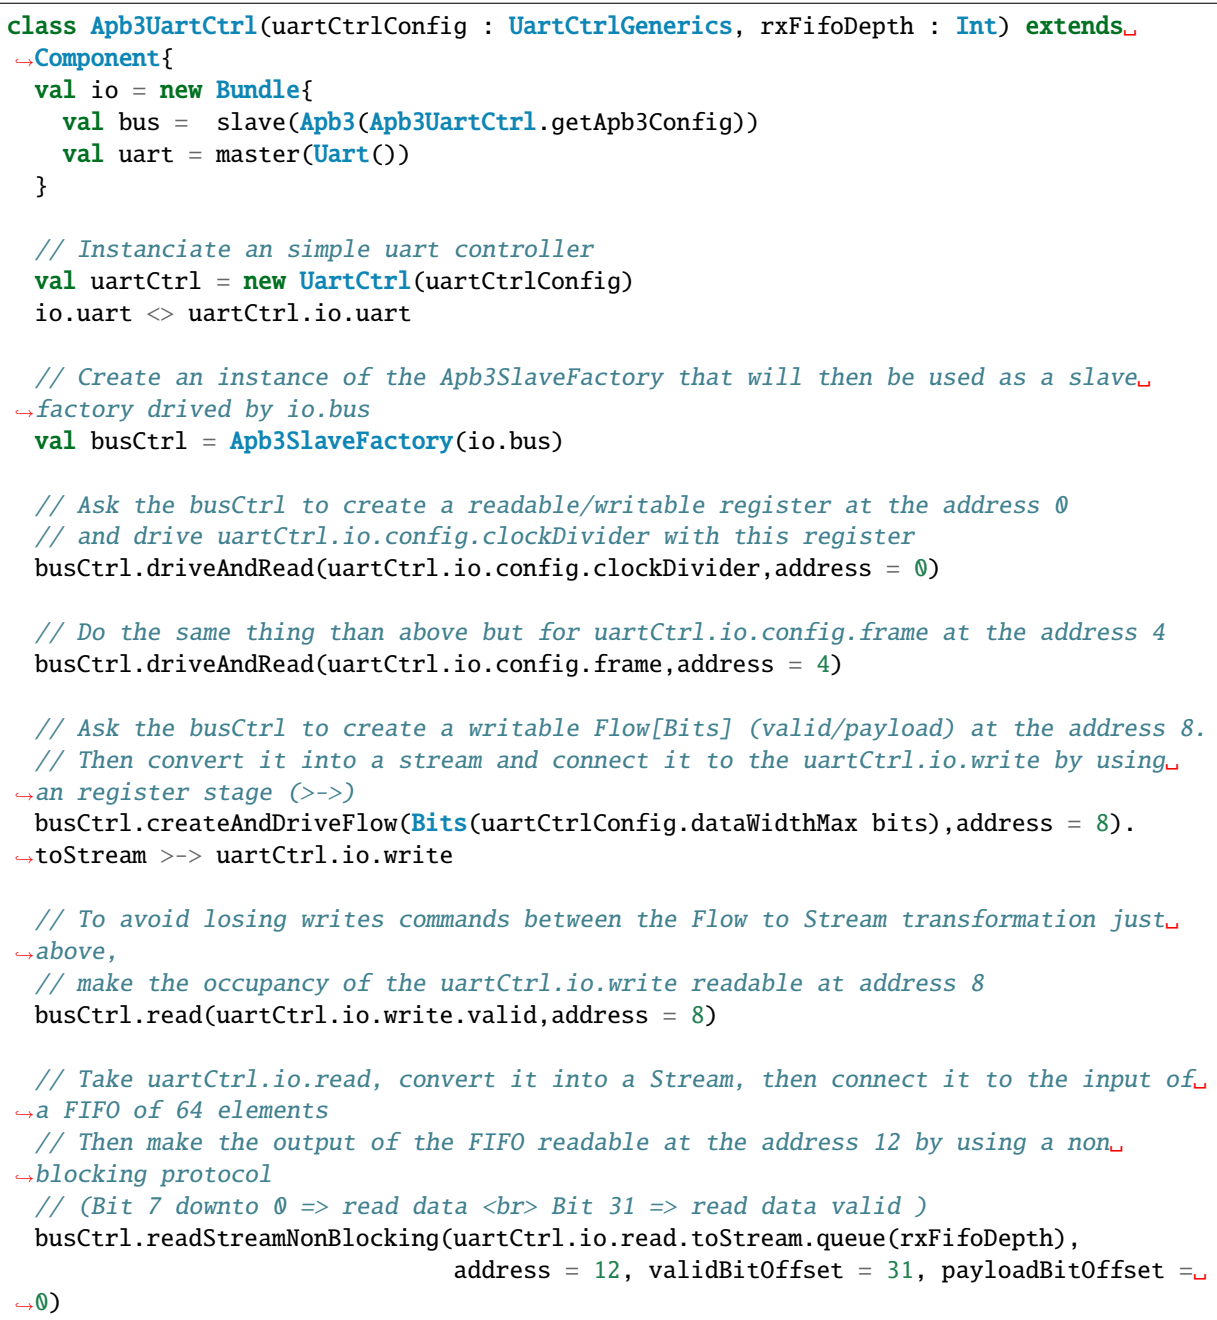 class Apb3UartCtrl(uartCtrlConfig : UartCtrlGenerics, rxFifoDepth : Int) extends␣
↪Component{
  val io = new Bundle{
    val bus =  slave(Apb3(Apb3UartCtrl.getApb3Config))
    val uart = master(Uart())
  }

  // Instanciate an simple uart controller
  val uartCtrl = new UartCtrl(uartCtrlConfig)
  io.uart <> uartCtrl.io.uart

  // Create an instance of the Apb3SlaveFactory that will then be used as a slave␣
↪factory drived by io.bus
  val busCtrl = Apb3SlaveFactory(io.bus)

  // Ask the busCtrl to create a readable/writable register at the address 0
  // and drive uartCtrl.io.config.clockDivider with this register
  busCtrl.driveAndRead(uartCtrl.io.config.clockDivider,address = 0)

  // Do the same thing than above but for uartCtrl.io.config.frame at the address 4
  busCtrl.driveAndRead(uartCtrl.io.config.frame,address = 4)

  // Ask the busCtrl to create a writable Flow[Bits] (valid/payload) at the address 8.
  // Then convert it into a stream and connect it to the uartCtrl.io.write by using␣
↪an register stage (>->)
  busCtrl.createAndDriveFlow(Bits(uartCtrlConfig.dataWidthMax bits),address = 8).
↪toStream >-> uartCtrl.io.write

  // To avoid losing writes commands between the Flow to Stream transformation just␣
↪above,
  // make the occupancy of the uartCtrl.io.write readable at address 8
  busCtrl.read(uartCtrl.io.write.valid,address = 8)

  // Take uartCtrl.io.read, convert it into a Stream, then connect it to the input of␣
↪a FIFO of 64 elements
  // Then make the output of the FIFO readable at the address 12 by using a non␣
↪blocking protocol
  // (Bit 7 downto 0 => read data <br> Bit 31 => read data valid )
  busCtrl.readStreamNonBlocking(uartCtrl.io.read.toStream.queue(rxFifoDepth),
                                address = 12, validBitOffset = 31, payloadBitOffset =␣
↪0)